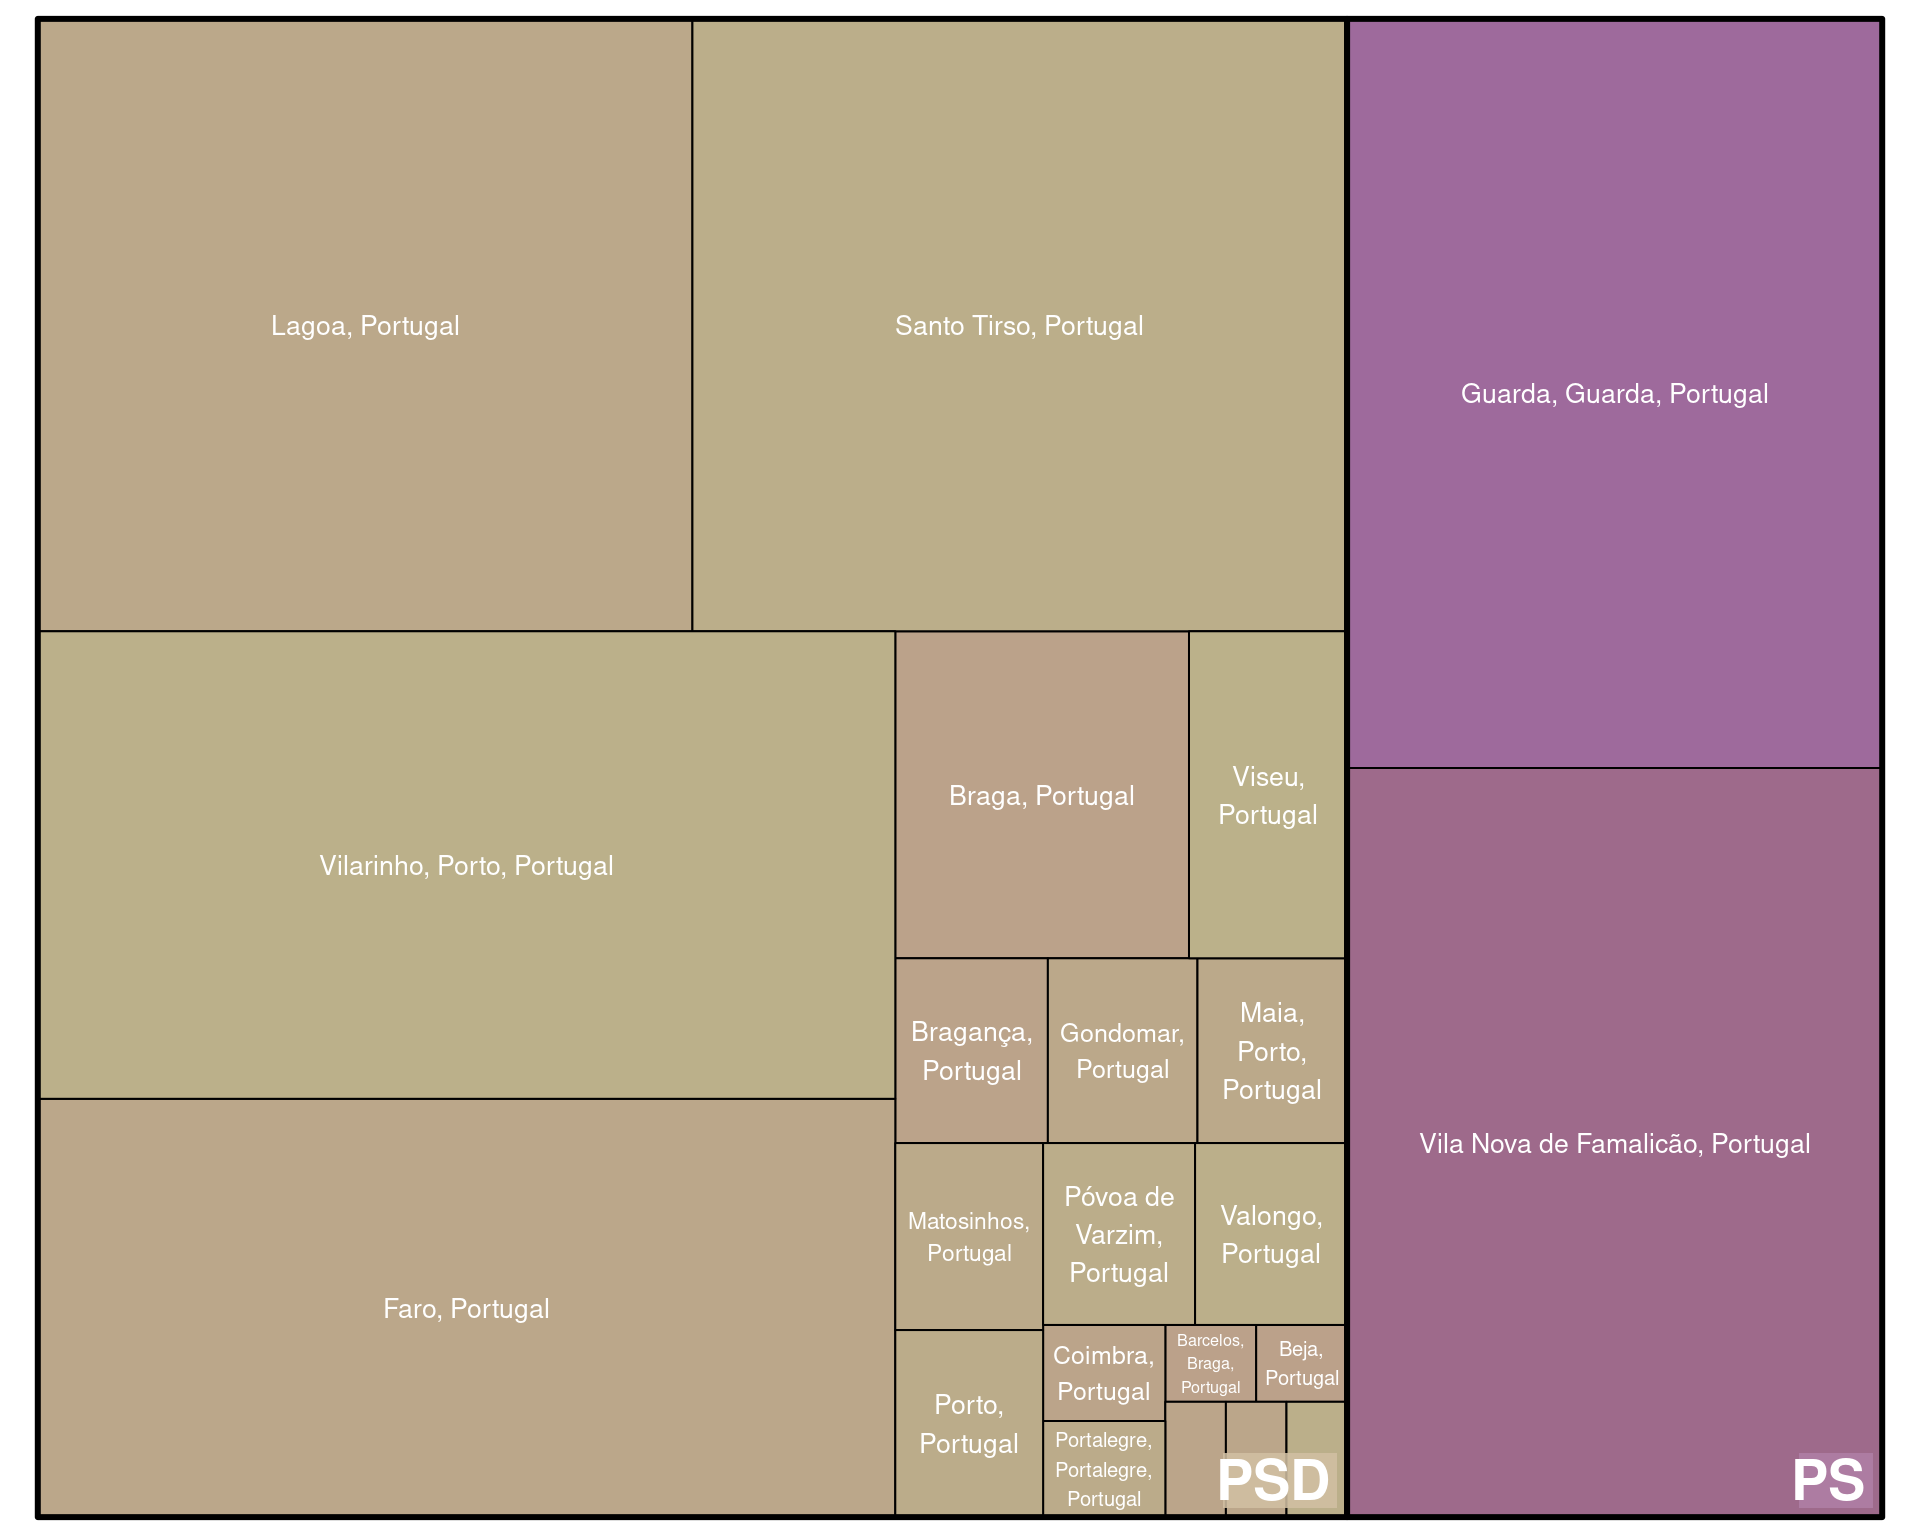 Lagoa, Portugal
Santo Tirso, Portugal
Guarda, Guarda, Portugal
Vilarinho, Porto, Portugal
Braga, Portugal
Viseu,
Portugal
Bragança,
Portugal
Gondomar,
Portugal
Maia,
Porto,
Portugal
Vila Nova de Famalicão, Portugal
Faro, Portugal
Matosinhos,
Portugal
Póvoa de
Varzim,
Portugal
Valongo,
Portugal
Porto,
Portugal
Coimbra,
Portugal
Barcelos,
Braga,
Portugal
Beja,
Portugal
Portalegre,
Portalegre,
Portugal
PSD
PS